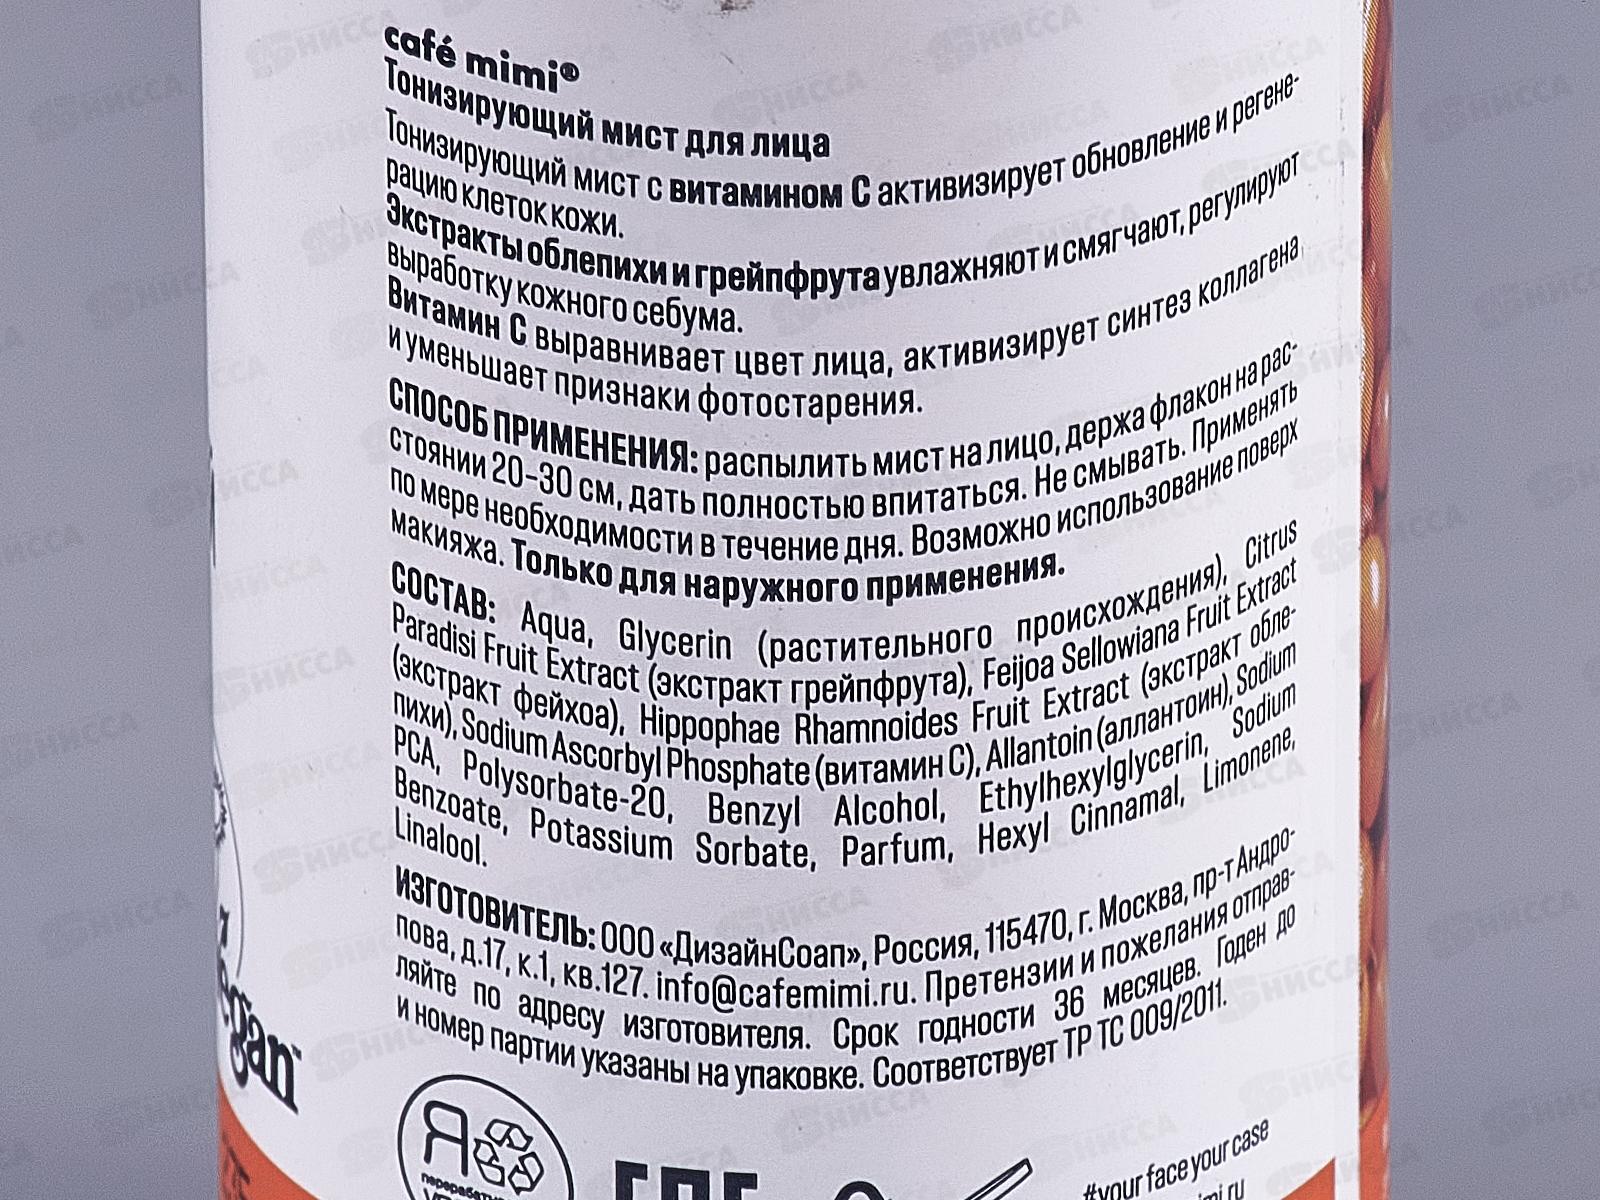 café mimi®
Тонизирующий мист для лица
Тонизирующий мист с витамином С активизирует обновление и регене-
рацию клеток кожи.
Экстракты облепихи и грейпфрута увлажняют и смягчают, регулируют
выработку кожного себума.
Витамин С выравнивает цвет лица, активизирует синтез коллагена
и уменьшает признаки фотостарения.
СПОСОБ ПРИМЕНЕНИЯ: распылить мист на лицо, держа флакон на рас-
стоянии 20–30 см, дать полностью впитаться. Не смывать. Применять
по мере необходимости в течение дня. Возможно использование поверх
макияжа. Только для наружного применения.
СОСТАВ: Aqua, Glycerin (растительного происхождения), Citrus
Paradisi Fruit Extract (экстракт грейпфрута), Feijoa Sellowiana Fruit Extract
(экстракт фейхоа), Hippophae Rhamnoides Fruit Extract (экстракт обле-
пихи), Sodium Ascorbyl Phosphate (витамин С), Allantoin (аллантоин), Sodium
PCA, Polysorbate-20, Benzyl Alcohol, Ethylhexylglycerin, Sodium
Benzoate, Potassium Sorbate, Parfum, Hexyl Cinnamal, Limonene,
Linalool.
ИЗГОТОВИТЕЛЬ: ООО «ДизайнСоап», Россия, 115470, г. Москва, пр-т Андро-
пова, д.17, к.1, кв.127. info@cafemimi.ru. Претензии и пожелания отправ-
ляйте по адресу изготовителя. Срок годности 36 месяцев. Годен до
и номер партии указаны на упаковке. Соответствует ТР ТС 009/2011.
egan
Я
#your face your case
НИССА